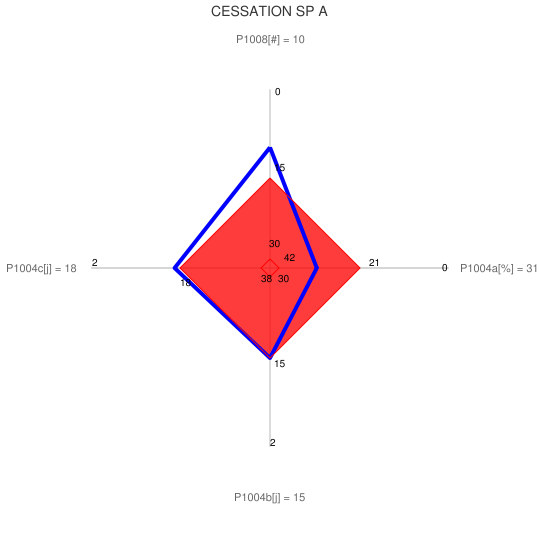 CESSATION SP A
P1008[#] = 10
0
30
42
21
0
P1004a[%] = 31
P1004c[j] = 18
2
18
38
30
15
2
P1004b[j] = 15